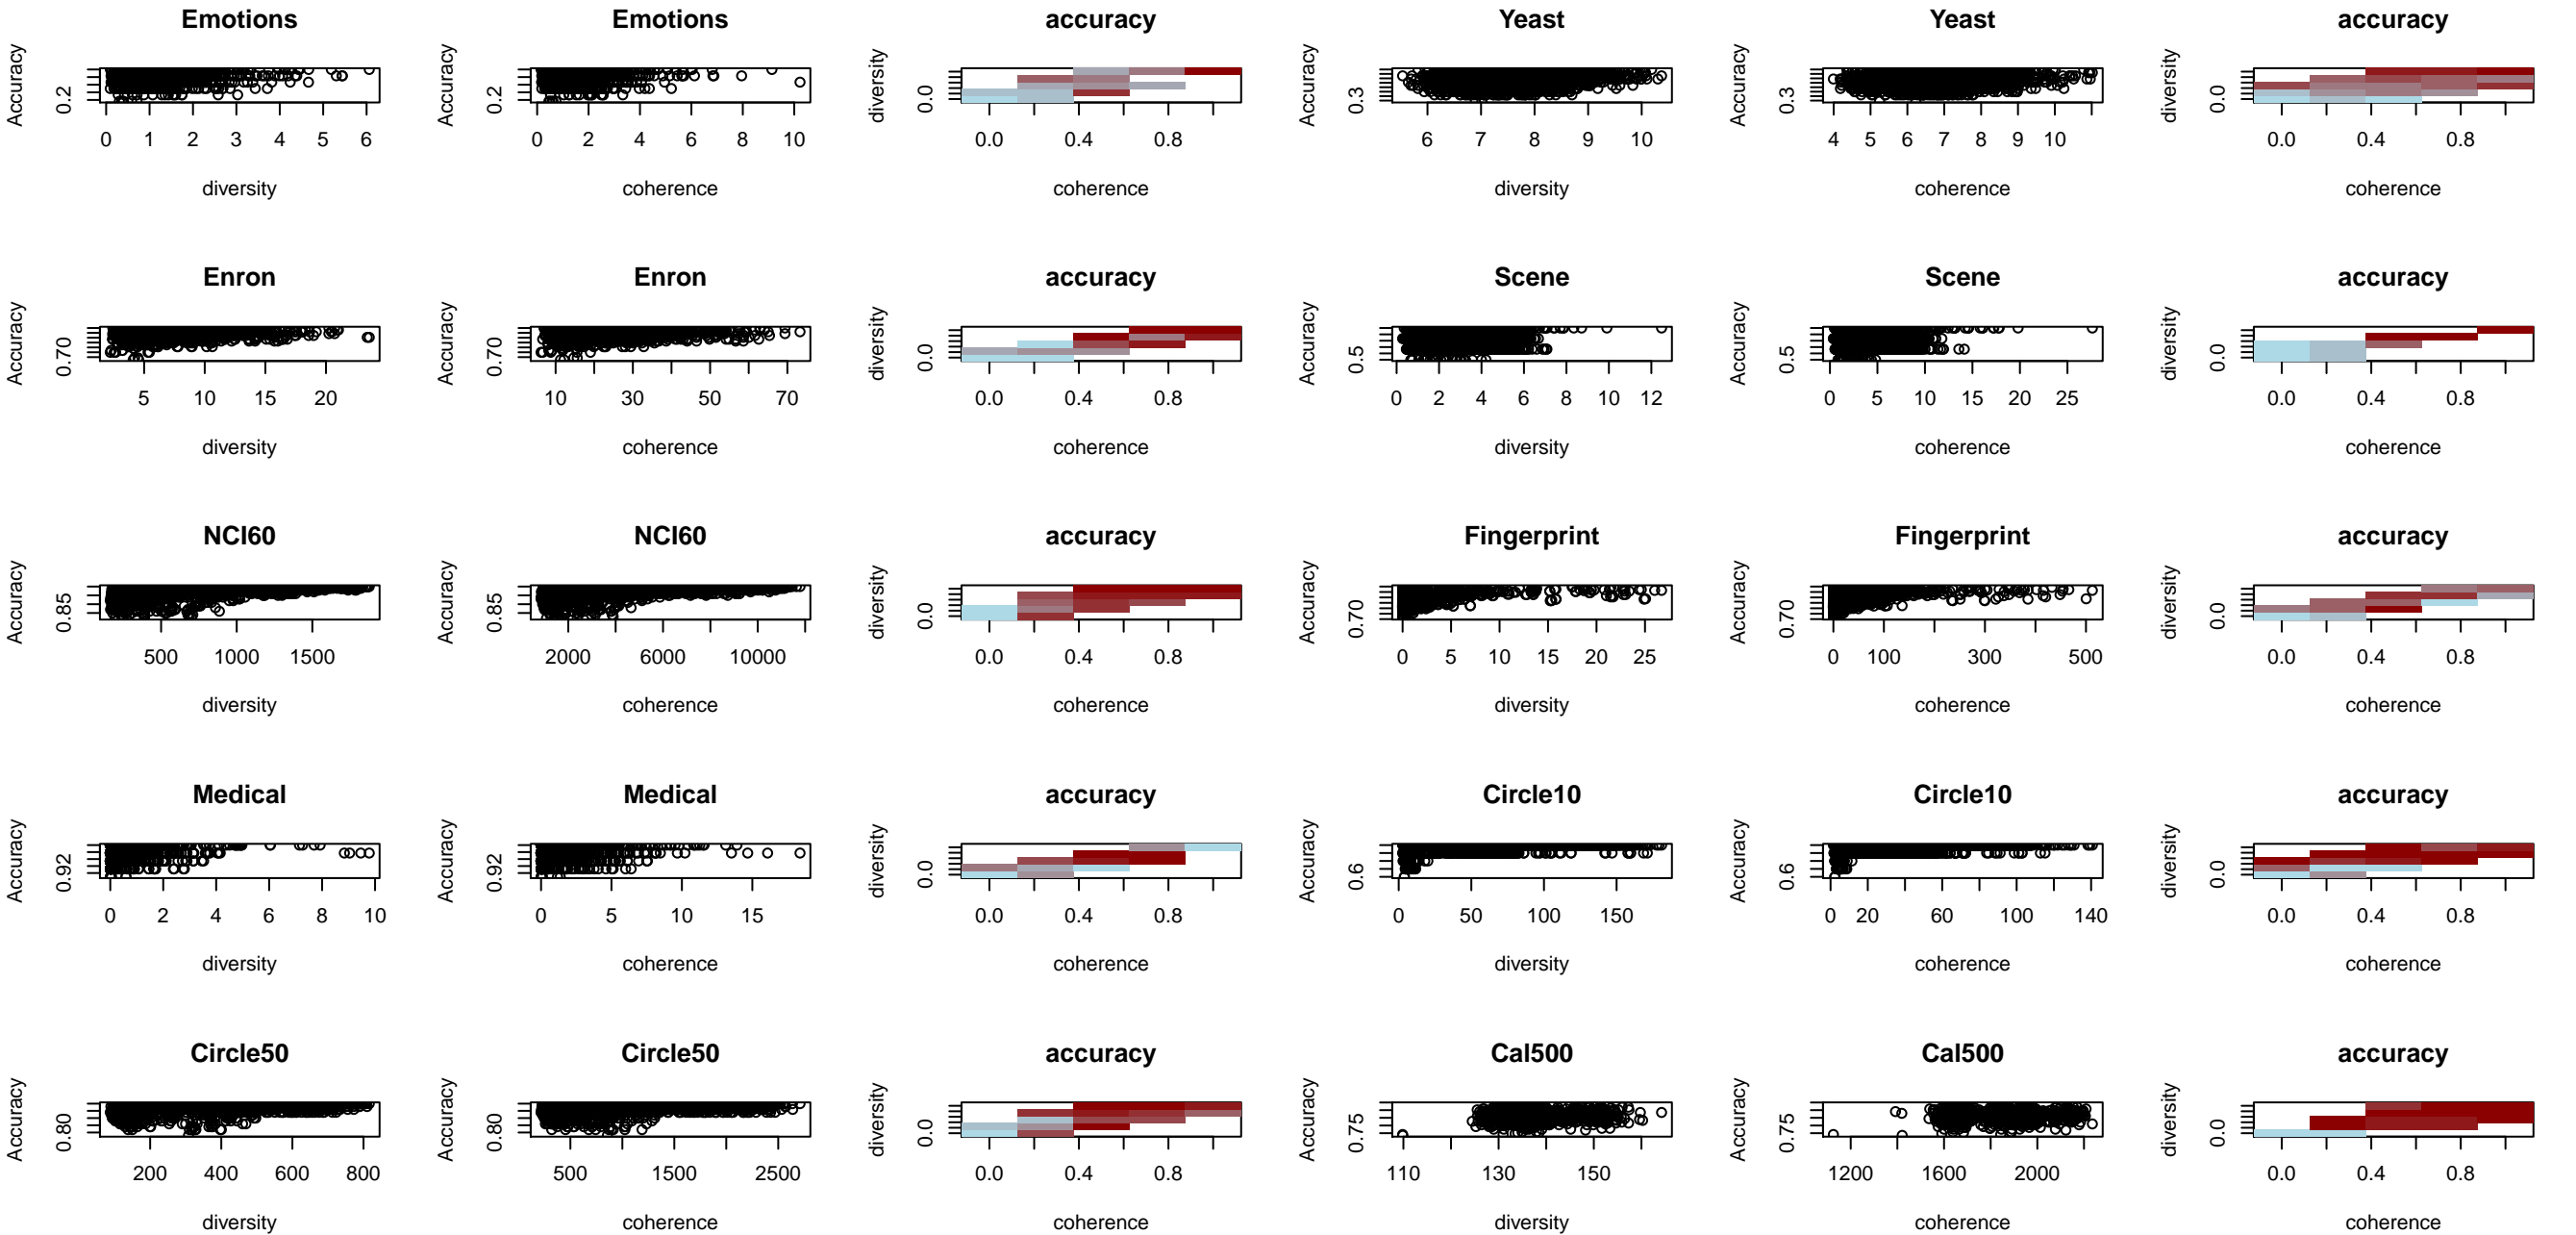 Emotions Emotions accuracy Yeast Yeast accuracy
Accuracy 0.2 Accuracy 0.2 diversity 0.0 Accuracy 0.3 Accuracy 0.3 diversity 0.0
0 1 2 3 4 5 6 0 2 4 6 8 10 0.0 0.4 0.8 6 7 8 9 10 4 5 6 7 8 9 10 0.0 0.4 0.8
diversity coherence coherence diversity coherence coherence
Enron Enron accuracy Scene Scene accuracy
Accuracy 0.70 Accuracy 0.70 diversity 0.0 Accuracy 0.5 Accuracy 0.5 diversity 0.0
5 10 15 20 10 30 50 70 0.0 0.4 0.8 0 2 4 6 8 10 12 0 5 10 15 20 25 0.0 0.4 0.8
diversity coherence coherence diversity coherence coherence
NCI60 NCI60 accuracy Fingerprint Fingerprint accuracy
Accuracy 0.85 Accuracy 0.85 diversity 0.0 Accuracy 0.70 Accuracy 0.70 diversity 0.0
500 1000 1500 2000 6000 10000 0.0 0.4 0.8 0 5 10 15 20 25 0 100 300 500 0.0 0.4 0.8
diversity coherence coherence diversity coherence coherence
Medical Medical accuracy Circle10 Circle10 accuracy
Accuracy 0.92 Accuracy 0.92 diversity 0.0 Accuracy 0.6 Accuracy 0.6 diversity 0.0
0 2 4 6 8 10 0 5 10 15 0.0 0.4 0.8 0 50 100 150 0 20 60 100 140 0.0 0.4 0.8
diversity coherence coherence diversity coherence coherence
Circle50 Circle50 accuracy Cal500 Cal500 accuracy
Accuracy 0.80 Accuracy 0.80 diversity 0.0 Accuracy 0.75 Accuracy 0.75 diversity 0.0
200 400 600 800 500 1500 2500 0.0 0.4 0.8 110 130 150 1200 1600 2000 0.0 0.4 0.8
diversity coherence coherence diversity coherence coherence